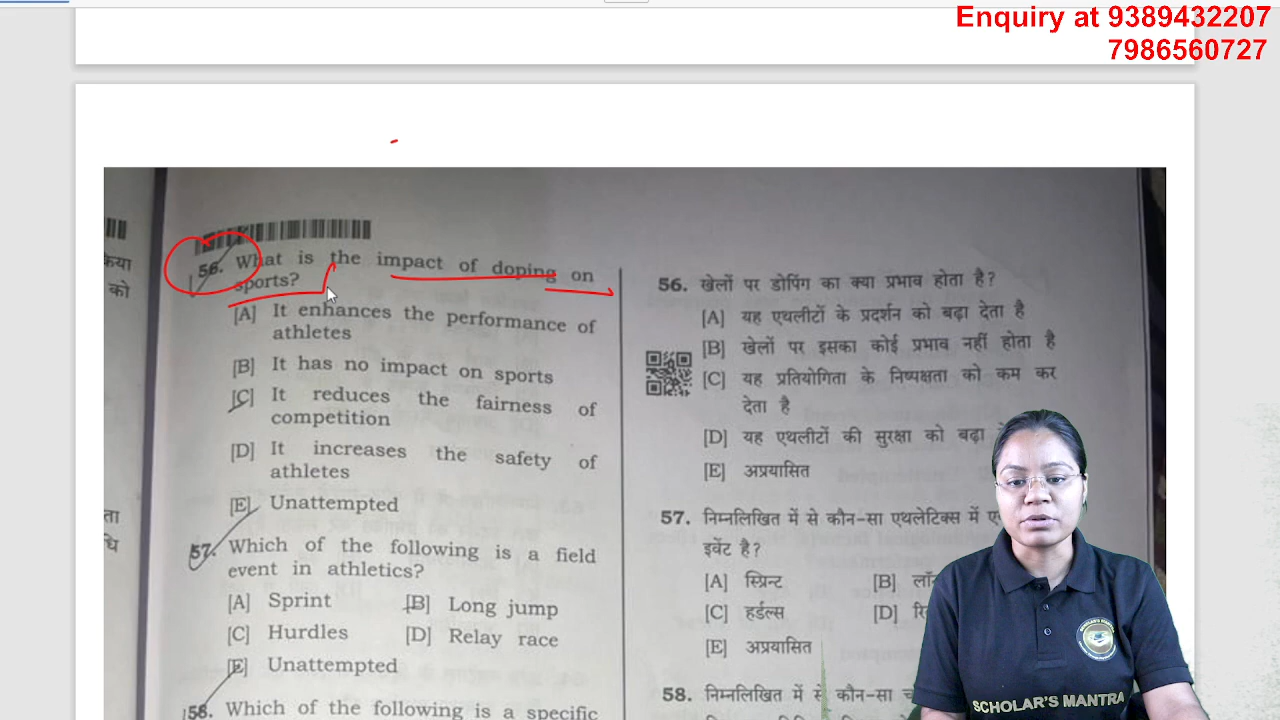 Enquiry at 9389432207
7986560727
56. What is the impact of doping on
sports?
[A] It enhances the performance of
athletes
[B] It has no impact on sports
[C] It reduces the fairness of
competition
[D] It increases the safety of
athletes
[E] Unattempted
57. Which of the following is a field
event in athletics?
[A] Sprint [B] Long jump
[C] Hurdles [D] Relay race
[E] Unattempted
58. Which of the following is a specific
को
56. खेलों पर डोपिंग का क्या प्रभाव होता है?
[A] यह एथलीटों के प्रदर्शन को बढ़ा देता है
[B] खेलों पर इसका कोई प्रभाव नहीं होता है
[C] यह प्रतियोगिता के निष्पक्षता को कम कर
देता है
[D] यह एथलीटों की सुरक्षा को बढ़ा
[E] अप्रयासित
57. निम्नलिखित में से कौन-सा एथलेटिक्स में
इवेंट है?
[A] स्प्रिन्ट [B]
[C] हर्डल्स [D]
[E] अप्रयासित
58. निम्नलिखित में से कौन-सा
SCHOLAR'S MANTRA